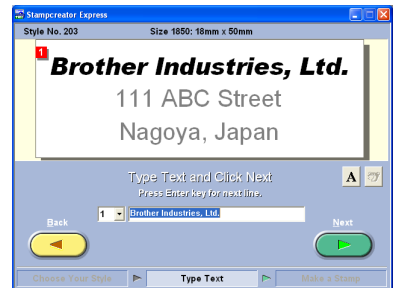 Stampcreator Express
Style No. 203 Size 1850: 18mm x 50mm
1
Brother Industries, Ltd.
111 ABC Street
Nagoya, Japan
Type Text and Click Next
A
Press Enter key for next line.
Back 1 Brother Industries, Ltd. Next
Choose Your Style Type Text Make a Stamp